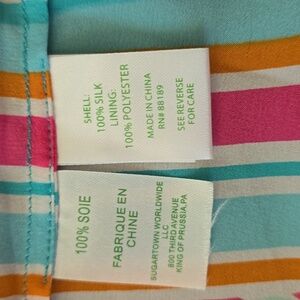 SHELL:
100% SILK
LINING:
100% POLYESTER
MADE IN CHINA
RN# 88189
SEE REVERSE
FOR CARE
100% SOIE
FABRIQUE EN
CHINE
SUGARTOWN WORLDWIDE
LLC
800 THIRD AVENUE
KING OF PRUSSIA,PA